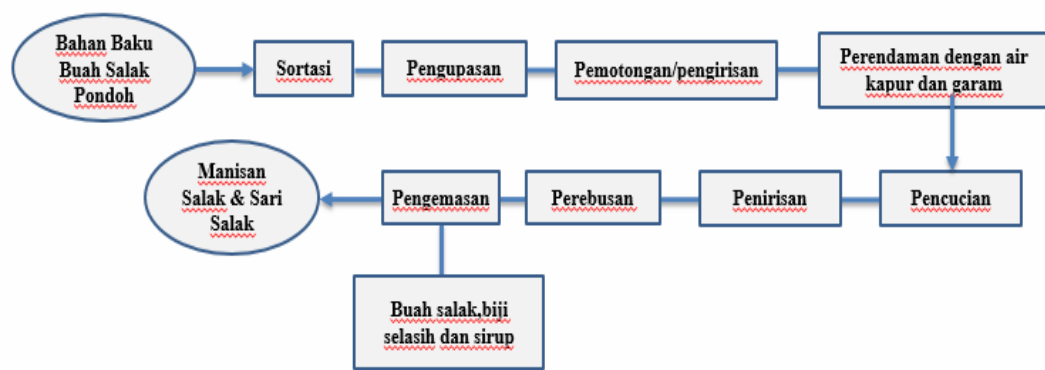 Bahan Baku
Buah Salak
Pondoh
Sortasi
Pengupasan
Pemotongan/pengirisan
Perendaman dengan air
kapur dan garam
Pencucian
Penirisan
Perebusan
Pengemasan
Manisan
Salak & Sari
Salak
Buah salak,biji
selasih dan sirup